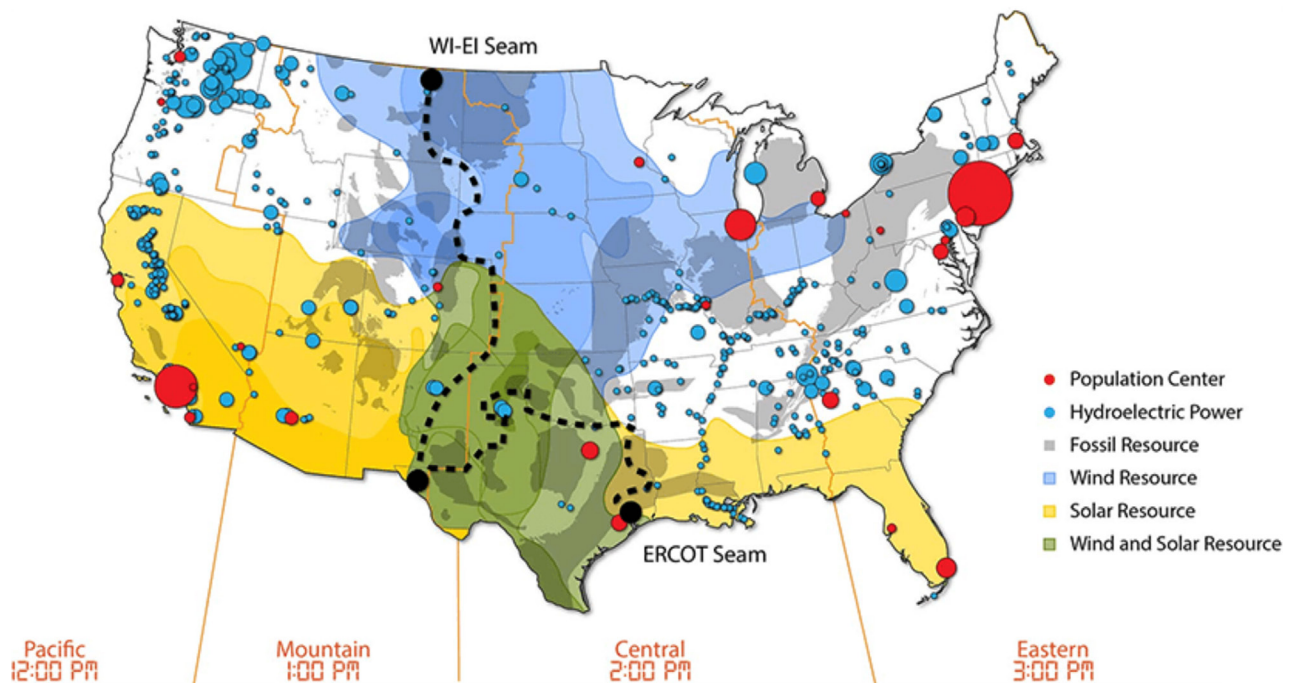 WI-EI Seam
Population Center
Hydroelectric Power
Fossil Resource
Wind Resource
Solar Resource
Wind and Solar Resource
ERCOT Seam
Pacific
12:00 PM
Mountain
1:00 PM
Central
2:00 PM
Eastern
3:00 PM